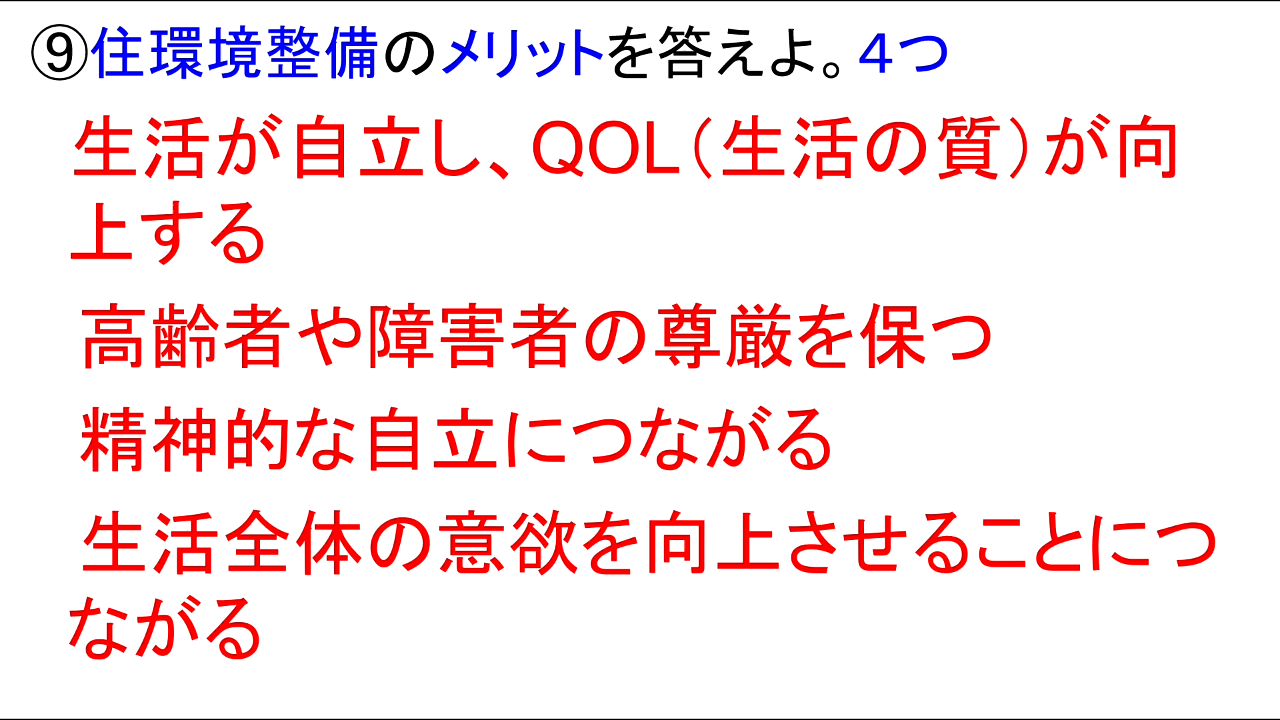 ⑨住環境整備のメリットを答えよ。4つ
生活が自立し、QOL(生活の質)が向
上する
高齢者や障害者の尊厳を保つ
精神的な自立につながる
生活全体の意欲を向上させることにつ
ながる